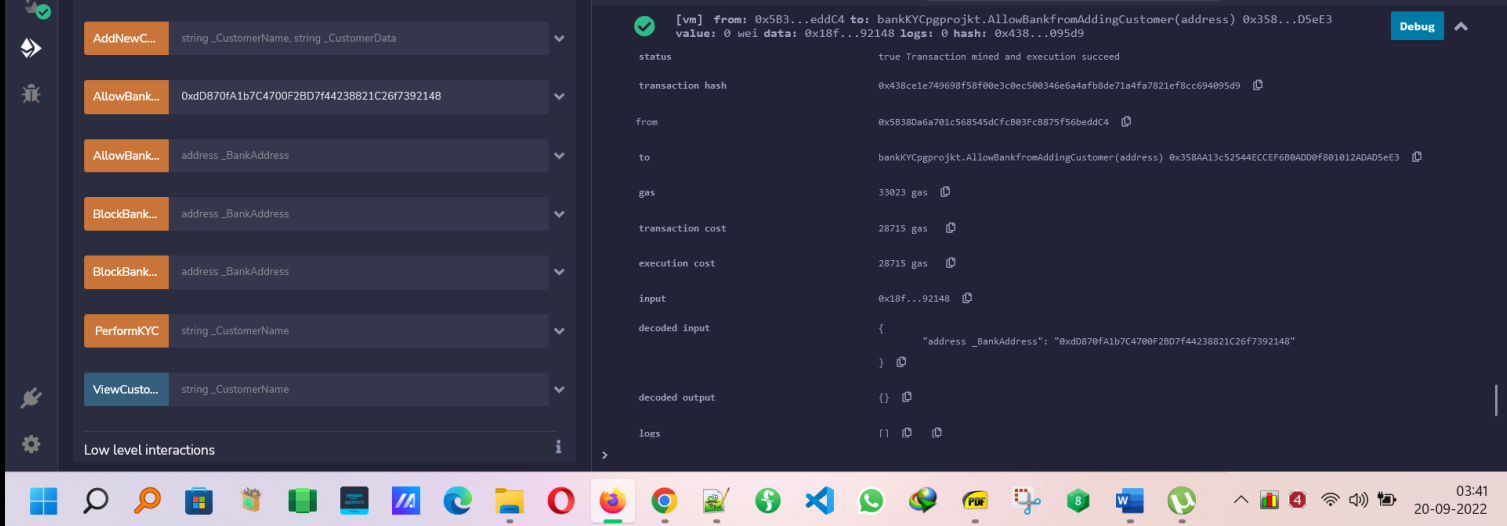 AddNewC...
string _CustomerName, string _CustomerData
AllowBank...
0xdD870fA1b7C4700F2BD7f44238821C26f7392148
AllowBank...
address _BankAddress
BlockBank...
address _BankAddress
BlockBank...
address _BankAddress
PerformKYC
string _CustomerName
ViewCusto...
string _CustomerName
Low level interactions
i
[vm] from: 0x5B3...eddC4 to: bankKYCpgprojkt.AllowBankfromAddingCustomer(address) 0x358...D5eE3
value: 0 wei data: 0x18f...92148 logs: 0 hash: 0x438...095d9
Debug
status
true Transaction mined and execution succeed
transaction hash
0x438ce1e749698f58f00e3c0ec500346e6a4afb8de71a4fa7821ef8cc694095d9
from
0x5B38Da6a701c568545dCfcB03FcB875f56beddC4
to
bankKYCpgprojkt.AllowBankfromAddingCustomer(address) 0x358AA13c52544ECCEF6B0ADD0f801012ADAD5eE3
gas
33023 gas
transaction cost
28715 gas
execution cost
28715 gas
input
0x18f...92148
decoded input
{
"address _BankAddress": "0xdD870fA1b7C4700F2BD7f44238821C26f7392148"
}
decoded output
{}
logs
[]
>
PDF
8
W
4
03:41
20-09-2022